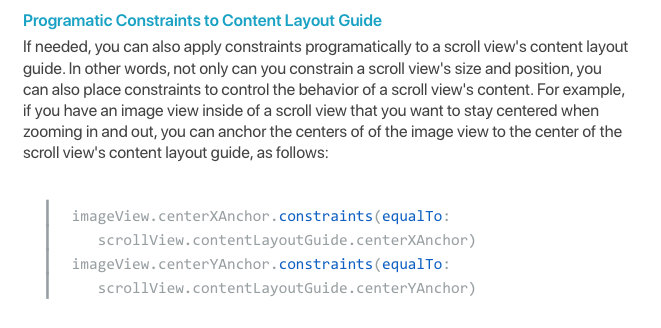 Programatic Constraints to Content Layout Guide
If needed, you can also apply constraints programatically to a scroll view's content layout
guide. In other words, not only can you constrain a scroll view's size and position, you
can also place constraints to control the behavior of a scroll view's content. For example,
if you have an image view inside of a scroll view that you want to stay centered when
zooming in and out, you can anchor the centers of of the image view to the center of the
scroll view's content layout guide, as follows:
imageView.centerXAnchor.constraints(equalTo:
scrollView.contentLayoutGuide.centerXAnchor)
imageView.centerYAnchor.constraints(equalTo:
scrollView.contentLayoutGuide.centerYAnchor)